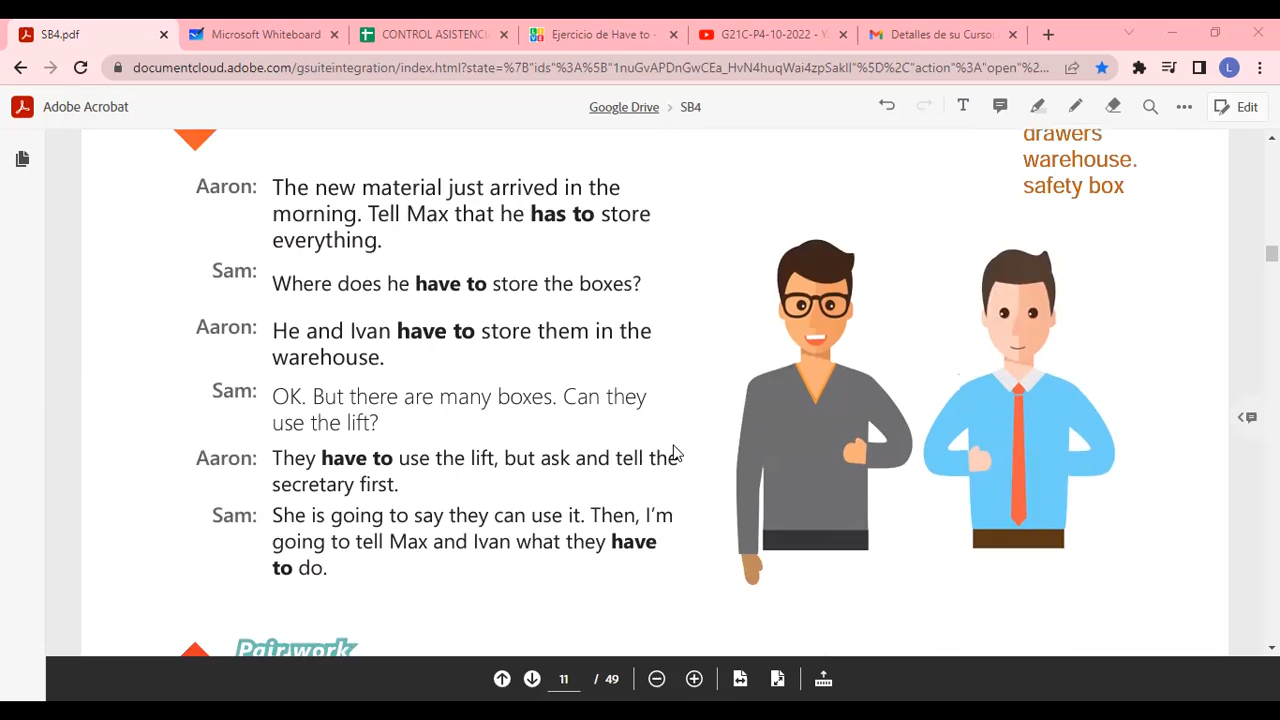 SB4.pdf
Microsoft Whiteboard
CONTROL ASISTENCI
Ejercicio de Have to -
G21C-P4-10-2022 - Y
Detalles de su Curso:
documentcloud.adobe.com/gsuiteintegration/index.html?state=%7B"ids"%3A%5B"1nuGvAPDnGwCEa_HvN4huqWai4zpSakII"%5D%2C"action"%3A"open"%2...
L
Adobe Acrobat
Google Drive
SB4
Edit
drawers
warehouse.
safety box
Aaron: The new material just arrived in the
morning. Tell Max that he has to store
everything.
Sam: Where does he have to store the boxes?
Aaron: He and Ivan have to store them in the
warehouse.
Sam: OK. But there are many boxes. Can they
use the lift?
Aaron: They have to use the lift, but ask and tell the
secretary first.
Sam: She is going to say they can use it. Then, I'm
going to tell Max and Ivan what they have
to do.
Pair work
11 / 49